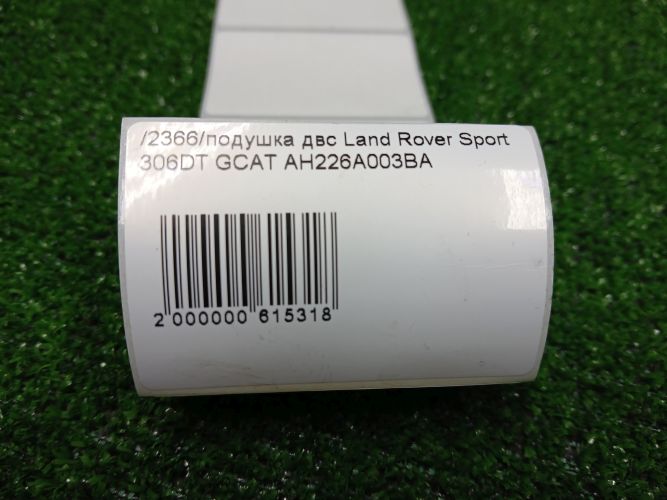 /2366/подушка двс Land Rover Sport
306DT GCAT AH226A003BA
2 000000 615318